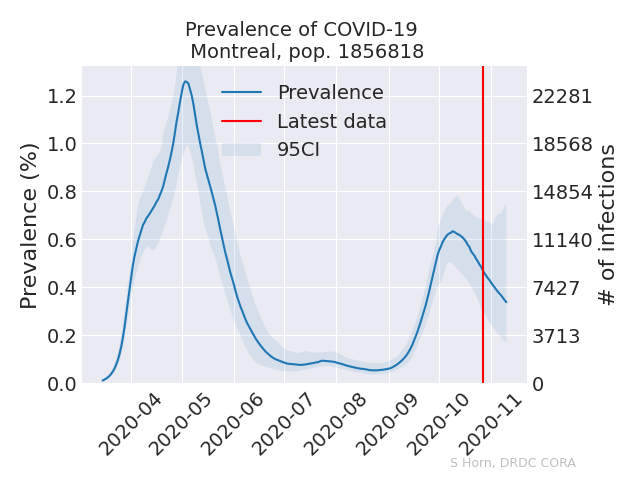 Prevalence of COVID-19
Montreal, pop. 1856818
Prevalence
Latest data
95CI
Prevalence (%)
1.2
1.0
0.8
0.6
0.4
0.2
0.0
22281
18568
14854
11140
7427
3713
0
# of infections
2020-04
2020-05
2020-06
2020-07
2020-08
2020-09
2020-10
2020-11
S Horn, DRDC CORA